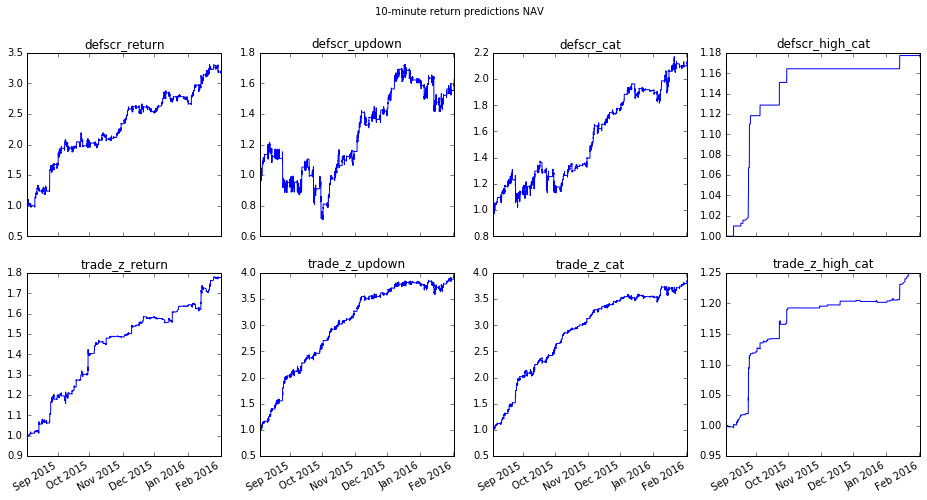 10-minute return predictions NAV
defscr_return defscr_updown defscr_cat defscr_high_cat
3.5 1.8 2.2 1.18
3.0 1.6 2.0 1.16
2.5 1.4 1.8 1.14
2.0 1.2 1.6 1.12
1.5 1.0 1.4 1.10
1.0 0.8 1.2 1.08
0.5 0.6 1.0 1.06
0.8 1.04
1.02
1.00
trade_z_return trade_z_updown trade_z_cat trade_z_high_cat
1.8 4.0 4.0 1.25
1.7 3.5 3.5 1.20
1.6 3.0 3.0 1.15
1.5 2.5 2.5 1.10
1.4 2.0 2.0 1.05
1.3 1.5 1.5 1.00
1.2 1.0 1.0 0.95
1.1 0.5 0.5
1.0
0.9
Sep 2015 Oct 2015 Nov 2015 Dec 2015 Jan 2016 Feb 2016 Sep 2015 Oct 2015 Nov 2015 Dec 2015 Jan 2016 Feb 2016 Sep 2015 Oct 2015 Nov 2015 Dec 2015 Jan 2016 Feb 2016 Sep 2015 Oct 2015 Nov 2015 Dec 2015 Jan 2016 Feb 2016